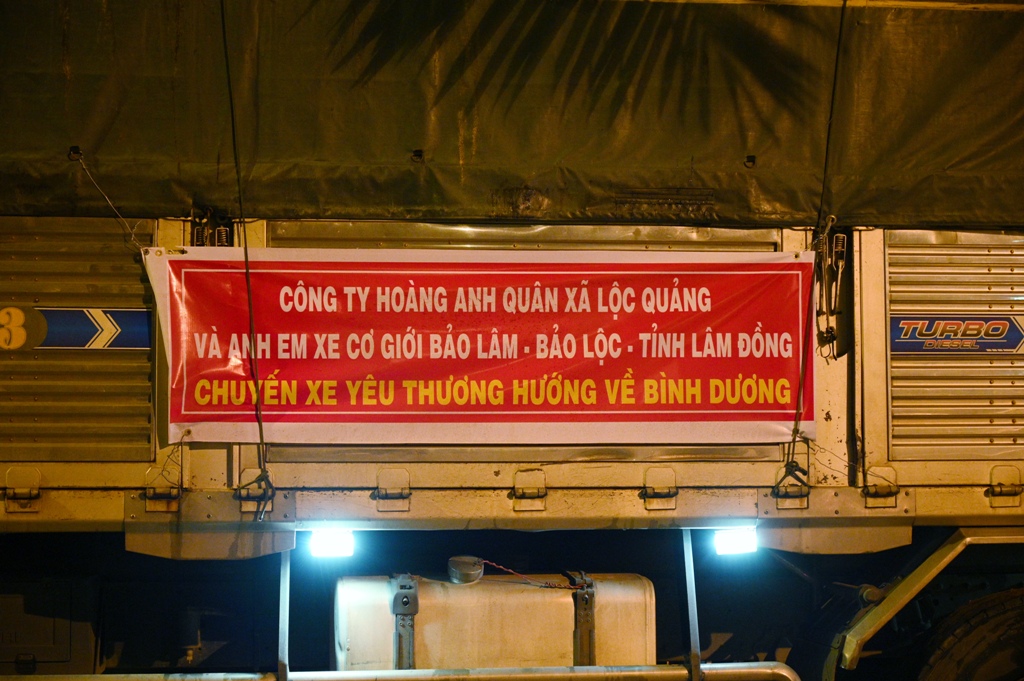 CÔNG TY HOÀNG ANH QUÂN XÃ LỘC QUẢNG
VÀ ANH EM XE CƠ GIỚI BẢO LÂM - BẢO LỘC - TỈNH LÂM ĐỒNG
CHUYẾN XE YÊU THƯƠNG HƯỚNG VỀ BÌNH DƯƠNG
3
TURBO
DIESEL